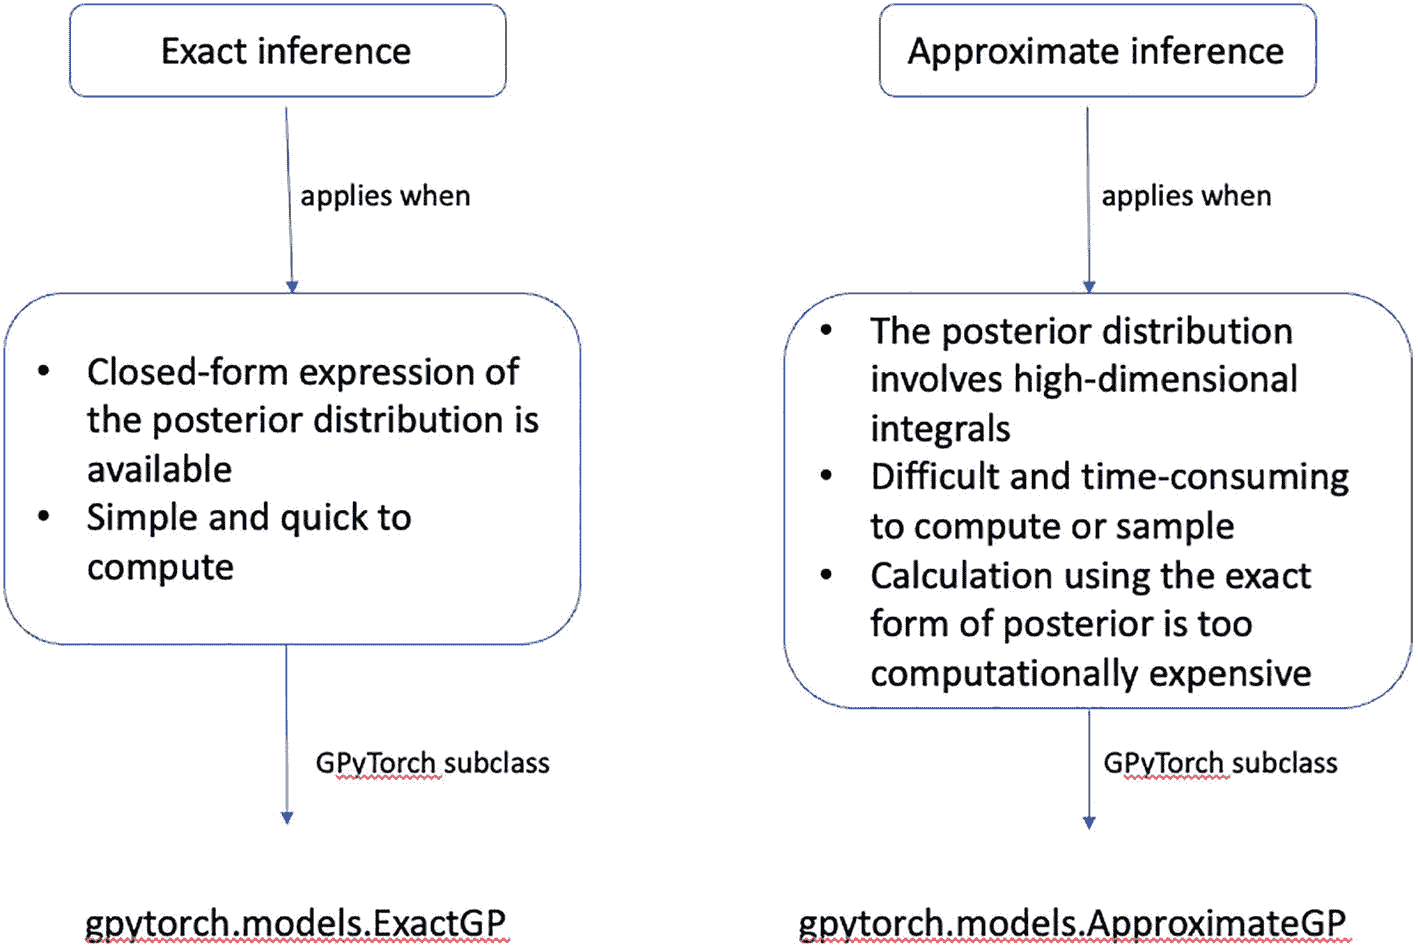 Exact inference
applies when
• Closed-form expression of
the posterior distribution is
available
• Simple and quick to
compute
GPyTorch subclass
gpytorch.models.ExactGP
Approximate inference
applies when
• The posterior distribution
involves high-dimensional
integrals
• Difficult and time-consuming
to compute or sample
• Calculation using the exact
form of posterior is too
computationally expensive
GPyTorch subclass
gpytorch.models.ApproximateGP